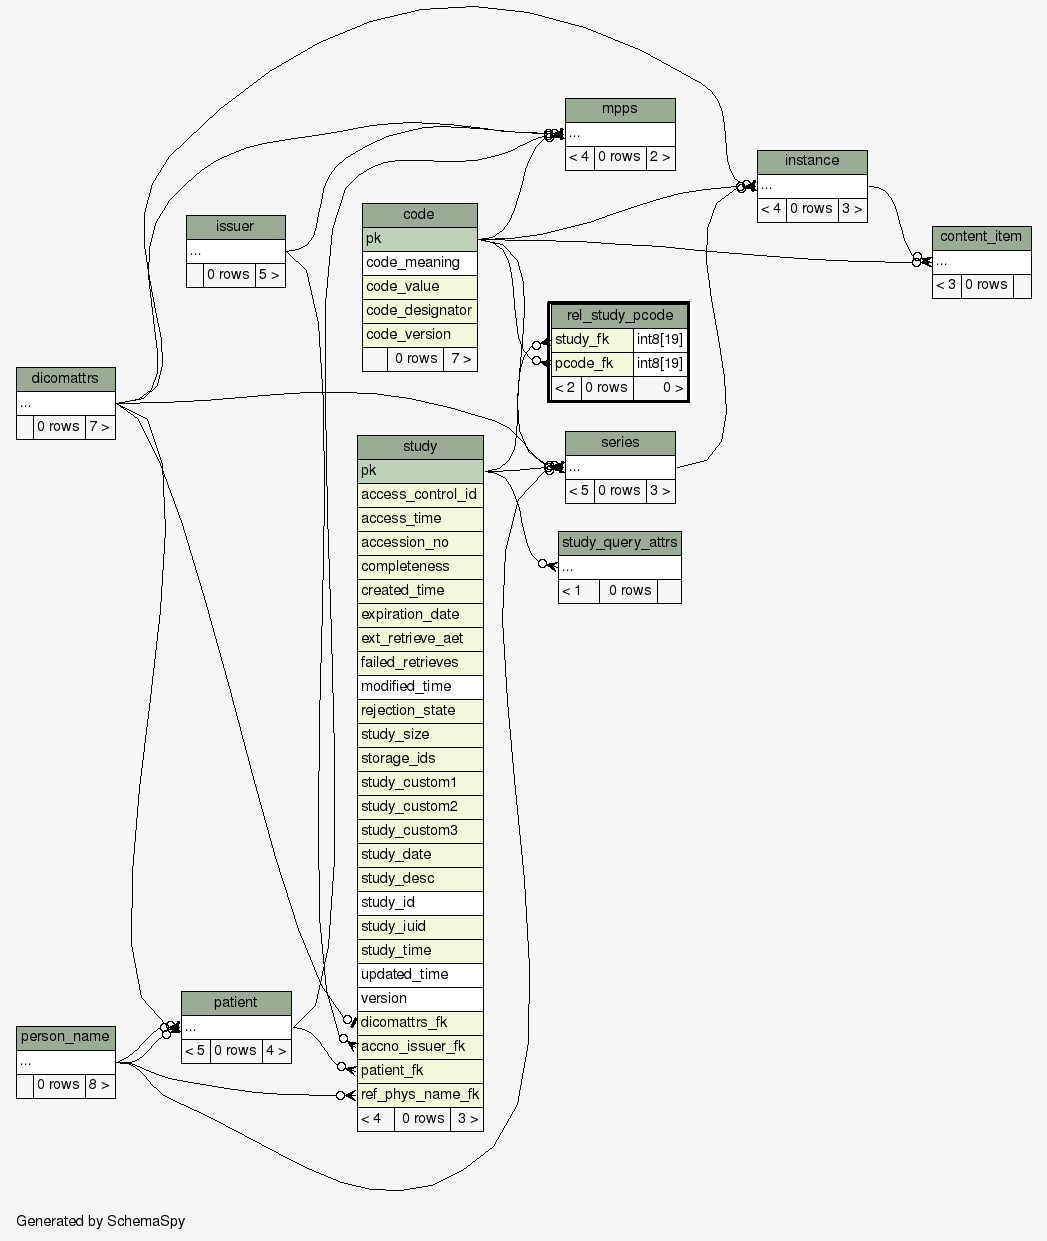 mpps
...
< 4 0 rows 2 >
instance
...
< 4 0 rows 3 >
content_item
...
< 3 0 rows
issuer
...
0 rows 5 >
code
pk
code_meaning
code_value
code_designator
code_version
0 rows 7 >
rel_study_pcode
study_fk int8[19]
pcode_fk int8[19]
< 2 0 rows 0 >
dicomattrs
...
0 rows 7 >
series
...
< 5 0 rows 3 >
study_query_attrs
...
< 1 0 rows
study
pk
access_control_id
access_time
accession_no
completeness
created_time
expiration_date
ext_retrieve_aet
failed_retrieves
modified_time
rejection_state
study_size
storage_ids
study_custom1
study_custom2
study_custom3
study_date
study_desc
study_id
study_iuid
study_time
updated_time
version
dicomattrs_fk
accno_issuer_fk
patient_fk
ref_phys_name_fk
< 4 0 rows 3 >
patient
...
< 5 0 rows 4 >
person_name
...
0 rows 8 >
Generated by SchemaSpy